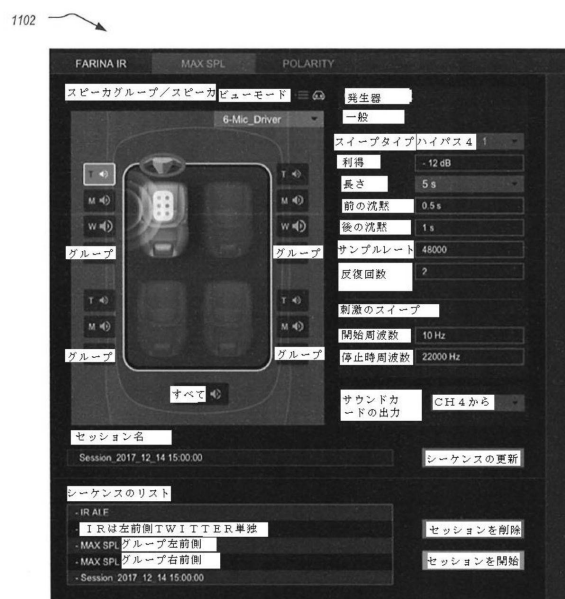 1102
FARINA IR
MAX SPL
POLARITY
スピーカグループ／スピーカ
ビューモード
6-Mic_Driver
T
M
W
グループ
T
M
グループ
T
M
W
グループ
T
M
グループ
すべて
発生器
一般
スイープタイプ ハイパス４ 1
利得 - 12 dB
長さ 5 s
前の沈黙 0.5 s
後の沈黙 1 s
サンプルレート 48000
反復回数 2
刺激のスイープ
開始周波数 10 Hz
停止時周波数 22000 Hz
サウンドカ
ードの出力
ＣＨ４から
セッション名
Session_2017_12_14 15:00:00
シーケンスの更新
シーケンスのリスト
- IR ALE
- ＩＲは左前側ＴＷＩＴＴＥＲ単独
- MAX SPL グループ左前側
- MAX SPL グループ右前側
- Session_2017_12_14 15:00:00
セッションを削除
セッションを開始